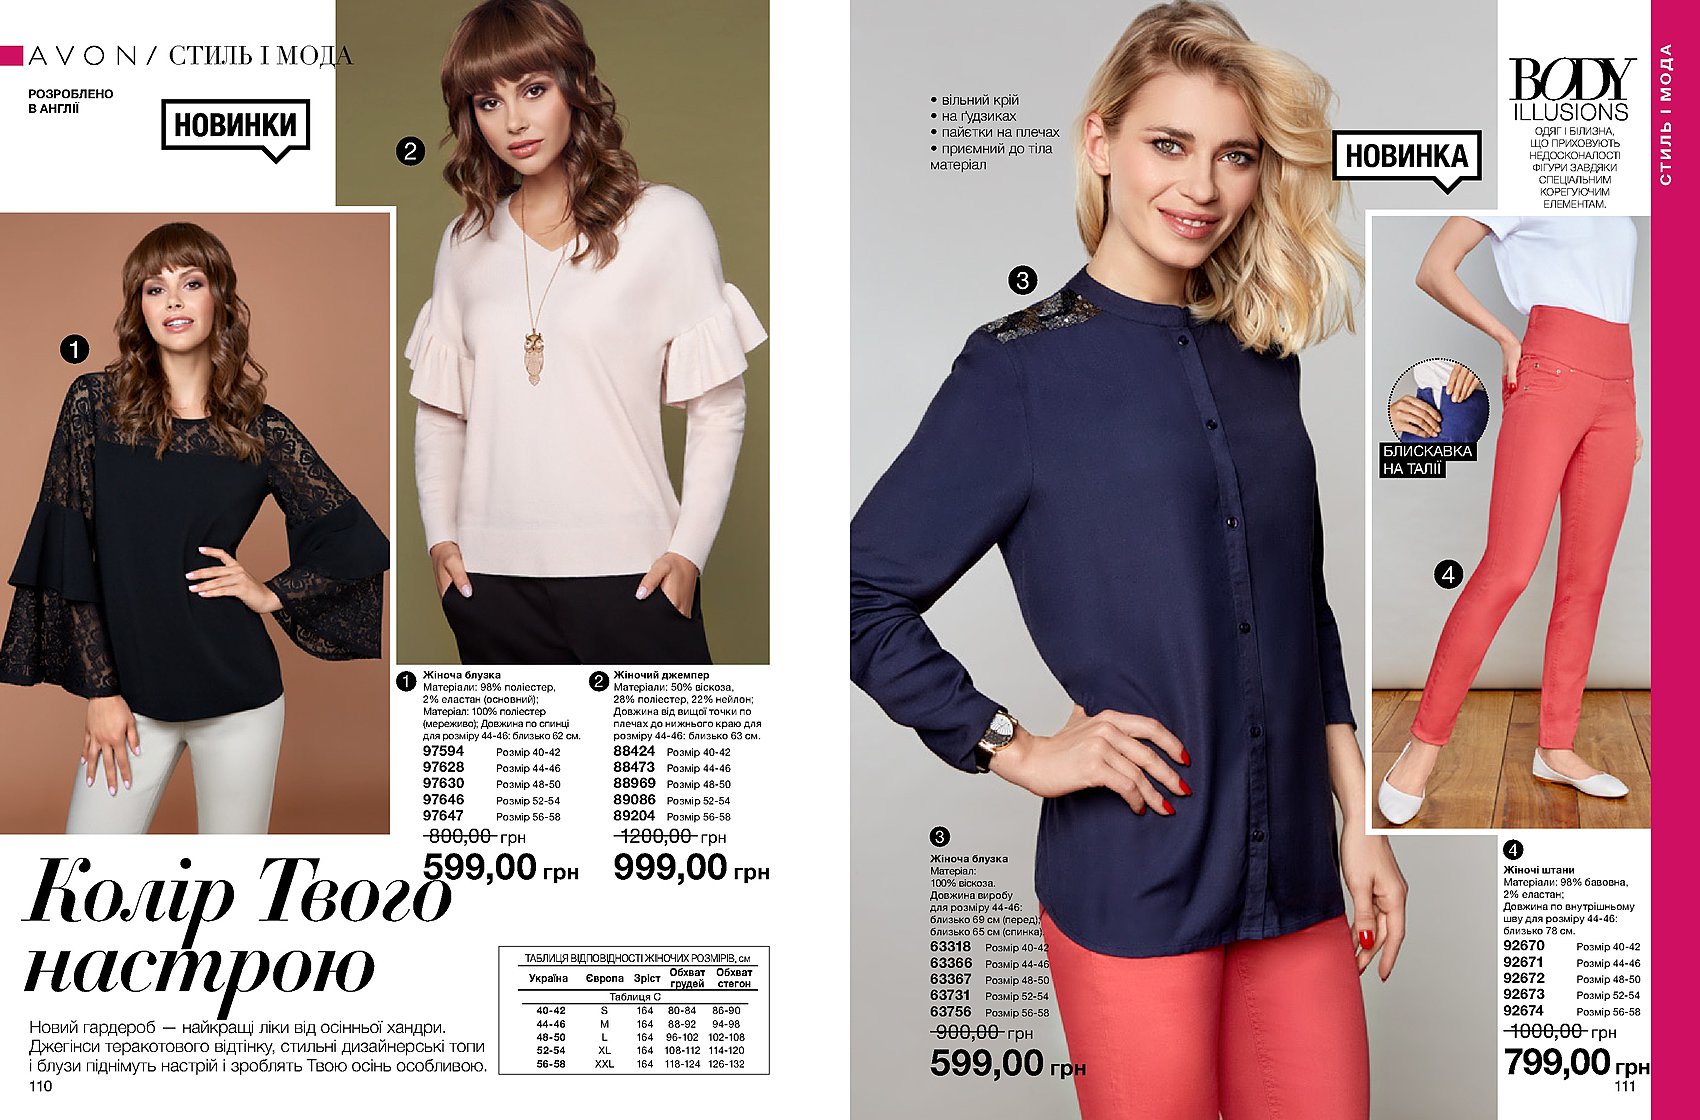 AVON / СТИЛЬ І МОДА
РОЗРОБЛЕНО
В АНГЛІЇ
НОВИНКИ
1
2
1 Жіноча блузка
Матеріали: 98% поліестер,
2% еластан (основний);
Матеріал: 100% поліестер
(мереживо); Довжина по спинці
для розміру 44-46: близько 62 см.
97594 Розмір 40-42
97628 Розмір 44-46
97630 Розмір 48-50
97646 Розмір 52-54
97647 Розмір 56-58
800,00 грн
599,00 грн
2 Жіночий джемпер
Матеріали: 50% віскоза,
28% поліестер, 22% нейлон;
Довжина від вищої точки по
плечах до нижнього краю для
розміру 44-46: близько 63 см.
88424 Розмір 40-42
88473 Розмір 44-46
88969 Розмір 48-50
89086 Розмір 52-54
89204 Розмір 56-58
1200,00 грн
999,00 грн
Колір Твого
настрою
Новий гардероб — найкращі ліки від осінньої хандри.
Джегінси теракотового відтінку, стильні дизайнерські топи
і блузи піднімуть настрій і зроблять Твою осінь особливою.
110
ТАБЛИЦЯ ВІДПОВІДНОСТІ ЖІНОЧИХ РОЗМІРІВ, см
Україна Європа Зріст Обхват грудей Обхват стегон
Таблиця С
40-42 S 164 80-84 86-90
44-46 M 164 88-92 94-98
48-50 L 164 96-102 102-108
52-54 XL 164 108-112 114-120
56-58 XXL 164 118-124 126-132
• вільний крій
• на ґудзиках
• пайєтки на плечах
• приємний до тіла
матеріал
3
НОВИНКА
BODY
ILLUSIONS
ОДЯГ І БІЛИЗНА,
ЩО ПРИХОВУЮТЬ
НЕДОСКОНАЛОСТІ
ФІГУРИ ЗАВДЯКИ
СПЕЦІАЛЬНИМ
КОРЕГУЮЧИМ
ЕЛЕМЕНТАМ.
СТИЛЬ І МОДА
БЛИСКАВКА
НА ТАЛІЇ
4
3
Жіноча блузка
Матеріал:
100% віскоза.
Довжина виробу
для розміру 44-46:
близько 69 см (перед);
близько 65 см (спинка).
63318 Розмір 40-42
63366 Розмір 44-46
63367 Розмір 48-50
63731 Розмір 52-54
63756 Розмір 56-58
900,00 грн
599,00 грн
4
Жіночі штани
Матеріали: 98% бавовна,
2% еластан;
Довжина по внутрішньому
шву для розміру 44-46:
близько 78 см.
92670 Розмір 40-42
92671 Розмір 44-46
92672 Розмір 48-50
92673 Розмір 52-54
92674 Розмір 56-58
1000,00 грн
799,00 грн
111